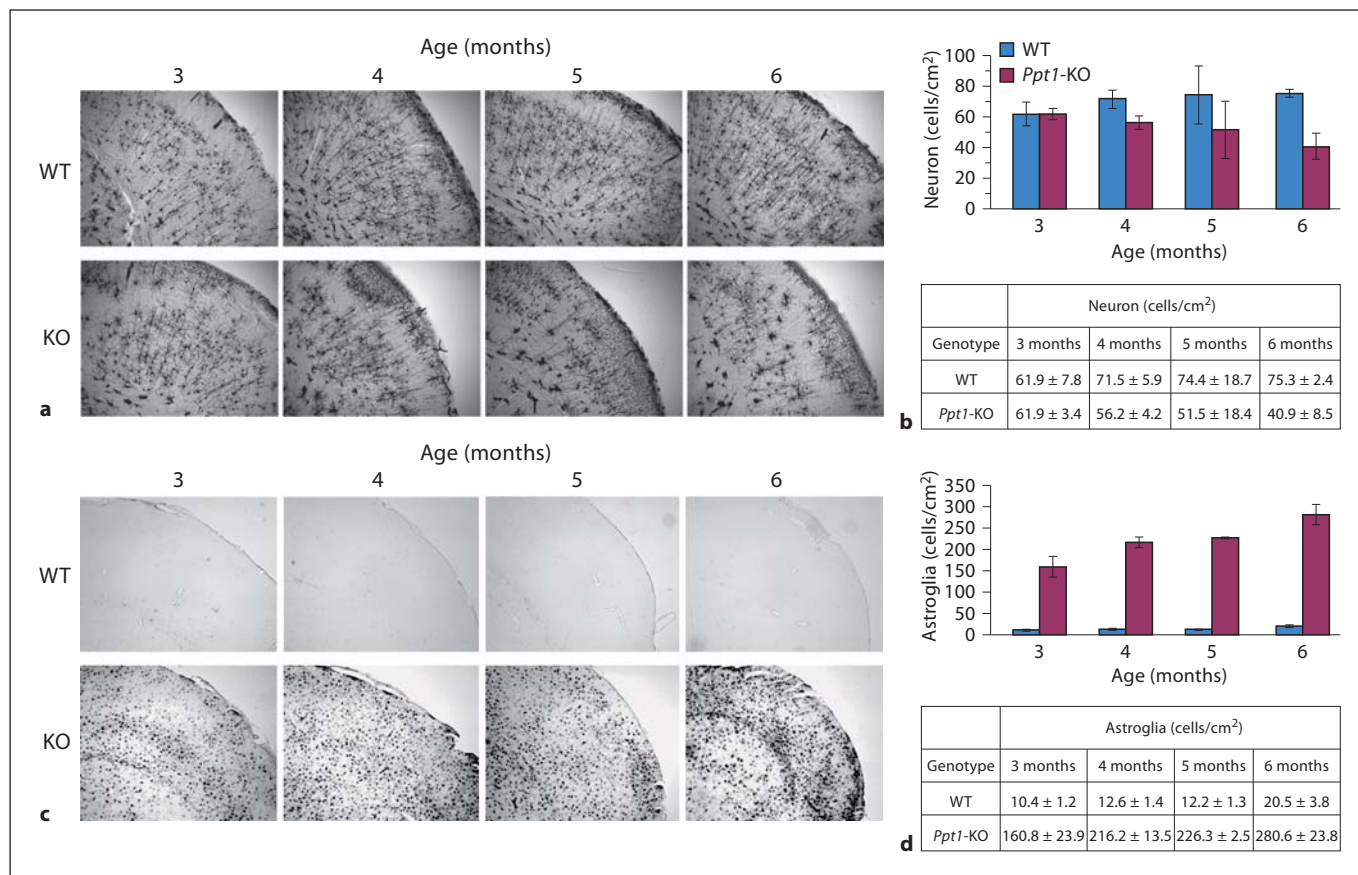 Age (months)
3 4 5 6
WT
KO
a
WT
Ppt1-KO
100
80
60
40
20
0
Neuron (cells/cm²)
3 4 5 6
Age (months)
Neuron (cells/cm²)
Genotype 3 months 4 months 5 months 6 months
WT 61.9 ± 7.8 71.5 ± 5.9 74.4 ± 18.7 75.3 ± 2.4
Ppt1-KO 61.9 ± 3.4 56.2 ± 4.2 51.5 ± 18.4 40.9 ± 8.5
b
Age (months)
3 4 5 6
WT
KO
c
350
300
250
200
150
100
50
0
Astroglia (cells/cm²)
3 4 5 6
Age (months)
Astroglia (cells/cm²)
Genotype 3 months 4 months 5 months 6 months
WT 10.4 ± 1.2 12.6 ± 1.4 12.2 ± 1.3 20.5 ± 3.8
Ppt1-KO 160.8 ± 23.9 216.2 ± 13.5 226.3 ± 2.5 280.6 ± 23.8
d